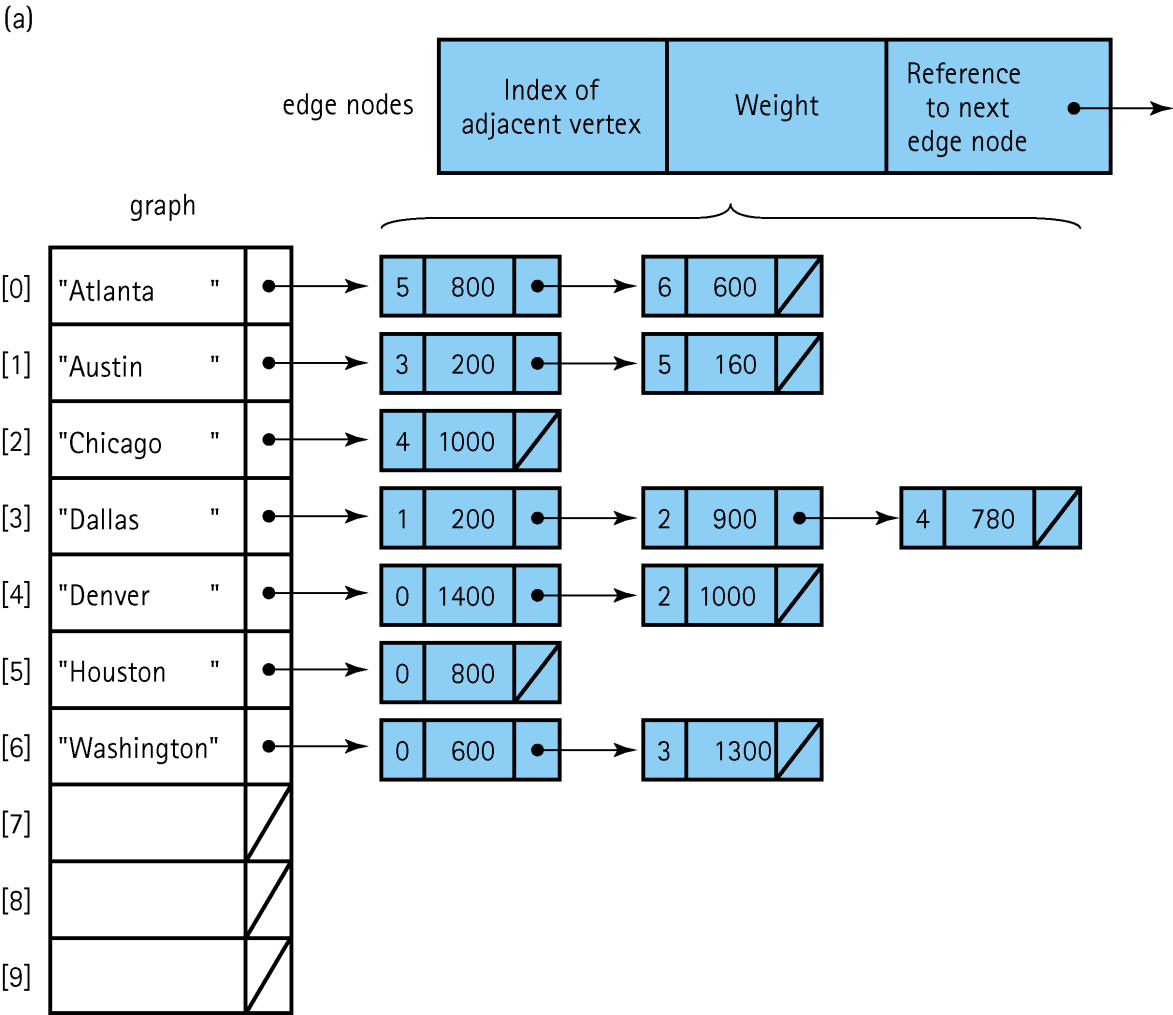 (a)
edge nodes
Index of
adjacent vertex
Weight
Reference
to next
edge node
graph
[0] "Atlanta " 5 800 6 600
[1] "Austin " 3 200 5 160
[2] "Chicago " 4 1000
[3] "Dallas " 1 200 2 900 4 780
[4] "Denver " 0 1400 2 1000
[5] "Houston " 0 800
[6] "Washington" 0 600 3 1300
[7]
[8]
[9]